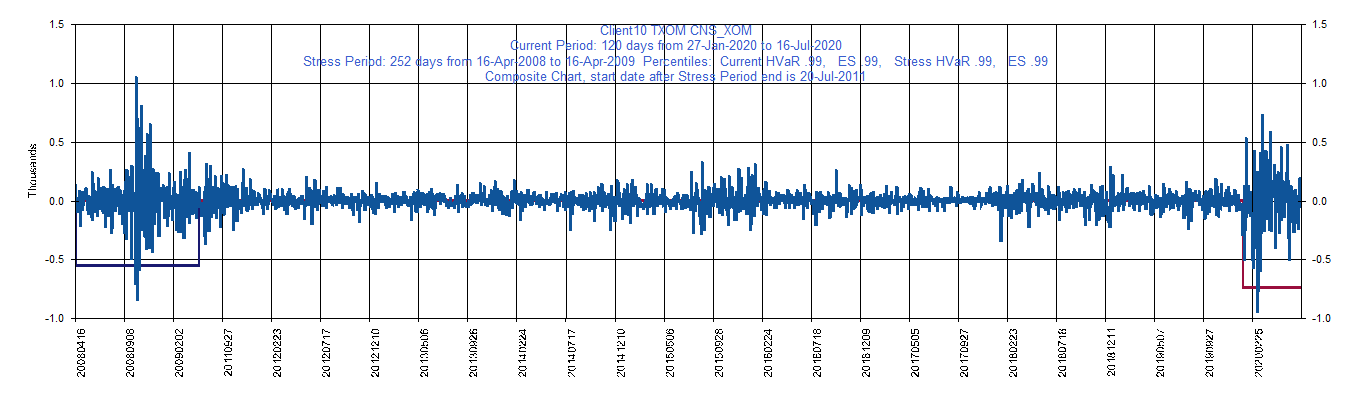 Client10 TXOM CNS_XOM
Current Period: 120 days from 27-Jan-2020 to 16-Jul-2020
Stress Period: 252 days from 16-Apr-2008 to 16-Apr-2009 Percentiles: Current HVaR .99, ES .99, Stress HVaR .99, ES .99
Composite Chart, start date after Stress Period end is 20-Jul-2011
1.5 1.5
1.0 1.0
0.5 0.5
Thousands
0.0 0.0
-0.5 -0.5
-1.0 -1.0
20080416 20080908 20090202 20110927 20120223 20120717 20121210 20130506 20130926 20140224 20140717 20141210 20150506 20150928 20160224 20160718 20161209 20170505 20170927 20180223 20180718 20181211 20190507 20190927 20200225